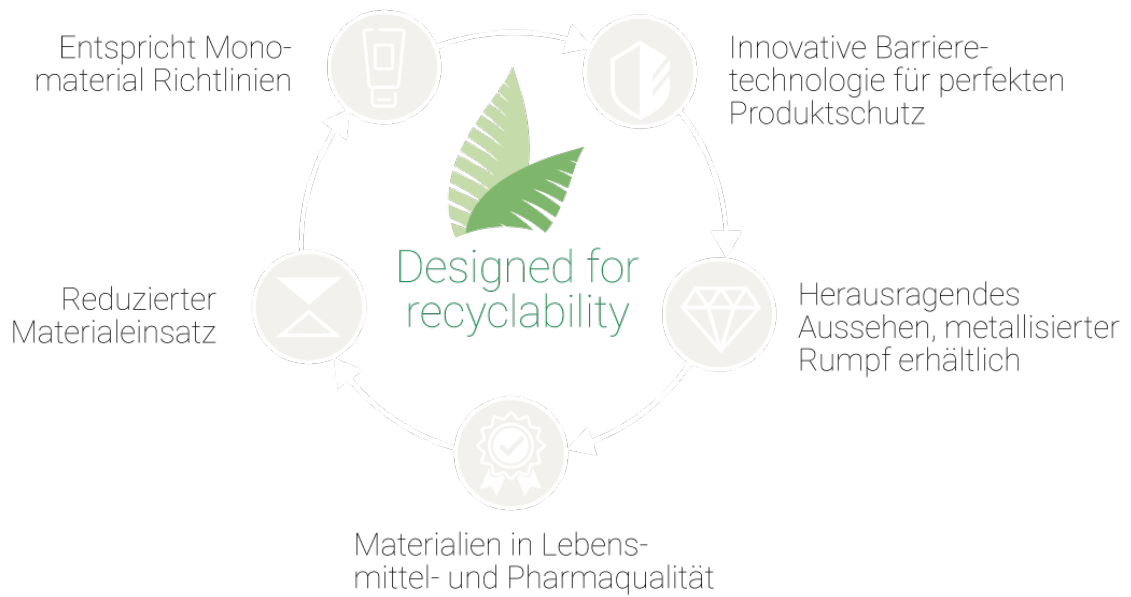 Entspricht Mono-
material Richtlinien
Innovative Barriere-
technologie für perfekten
Produktschutz
Designed for
recyclability
Reduzierter
Materialeinsatz
Herausragendes
Aussehen, metallisierter
Rumpf erhältlich
Materialien in Lebens-
mittel- und Pharmaqualität